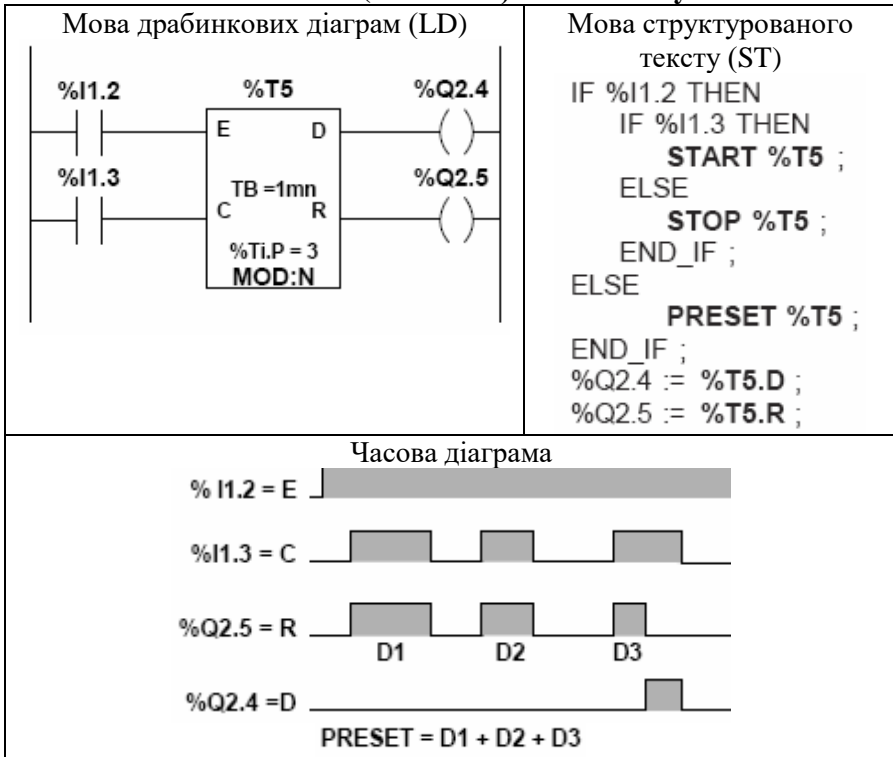 Мова драбинкових діаграм (LD)
%I1.2
%T5
%Q2.4
E
D
%I1.3
%Q2.5
TB =1mn
C
R
%Ti.P = 3
MOD:N
Мова структурованого
тексту (ST)
IF %I1.2 THEN
IF %I1.3 THEN
START %T5 ;
ELSE
STOP %T5 ;
END_IF ;
ELSE
PRESET %T5 ;
END_IF ;
%Q2.4 := %T5.D ;
%Q2.5 := %T5.R ;
Часова діаграма
% I1.2 = E
%I1.3 = C
%Q2.5 = R
D1 D2 D3
%Q2.4 =D
PRESET = D1 + D2 + D3